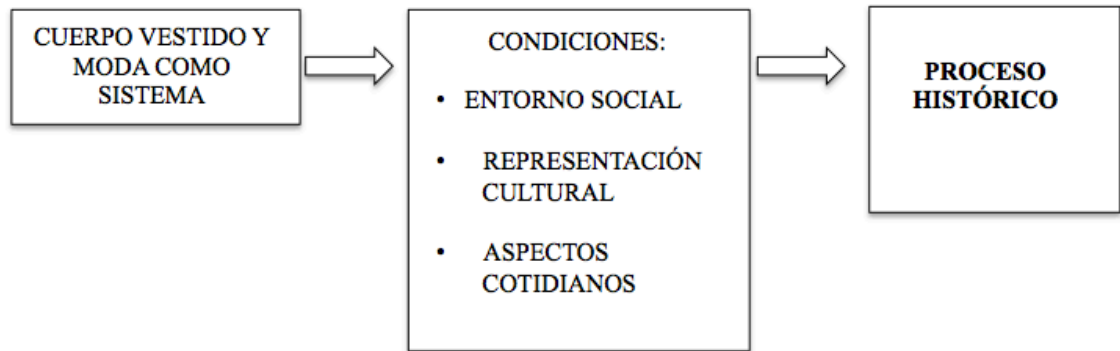 CUERPO VESTIDO Y
MODA COMO
SISTEMA
CONDICIONES:
• ENTORNO SOCIAL
• REPRESENTACIÓN
CULTURAL
• ASPECTOS
COTIDIANOS
PROCESO
HISTÓRICO